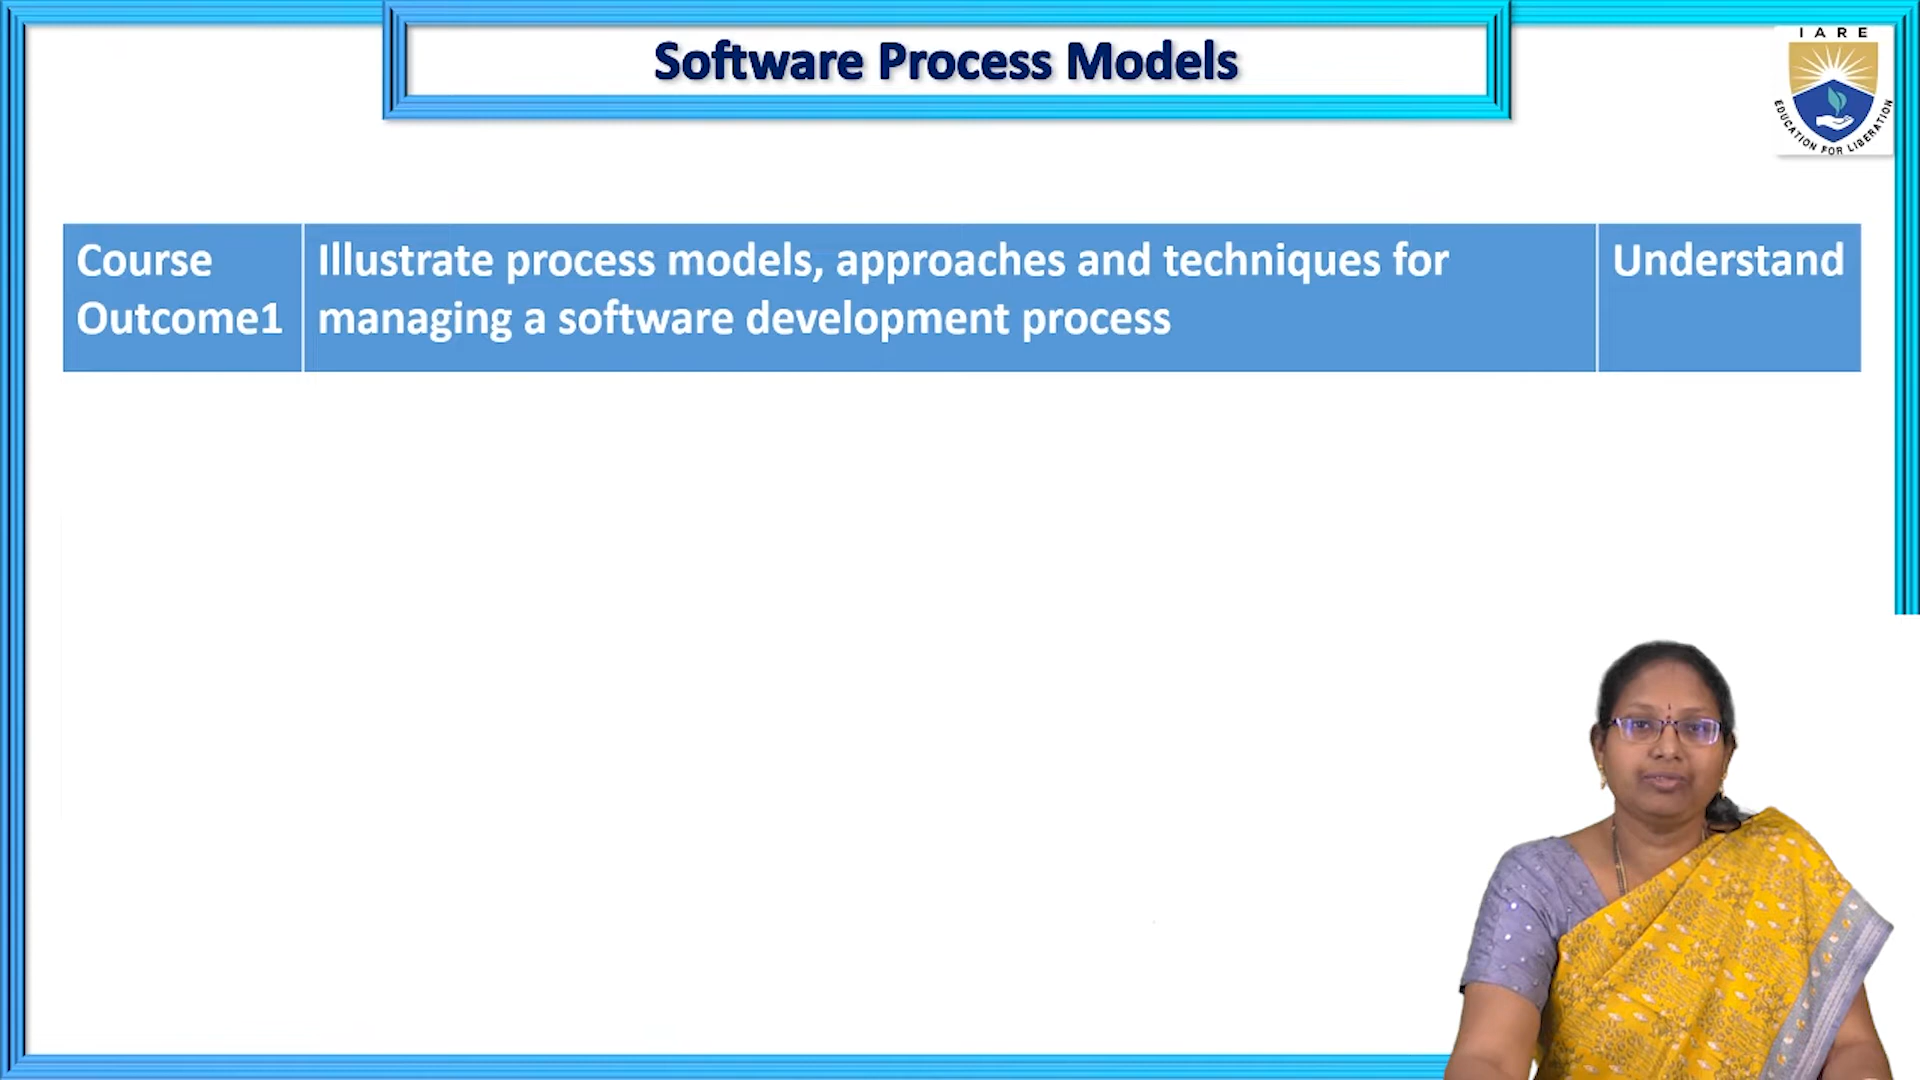 Software Process Models
IARE
EDUCATION FOR LIBERATION
Course
Outcome1
Illustrate process models, approaches and techniques for
managing a software development process
Understand